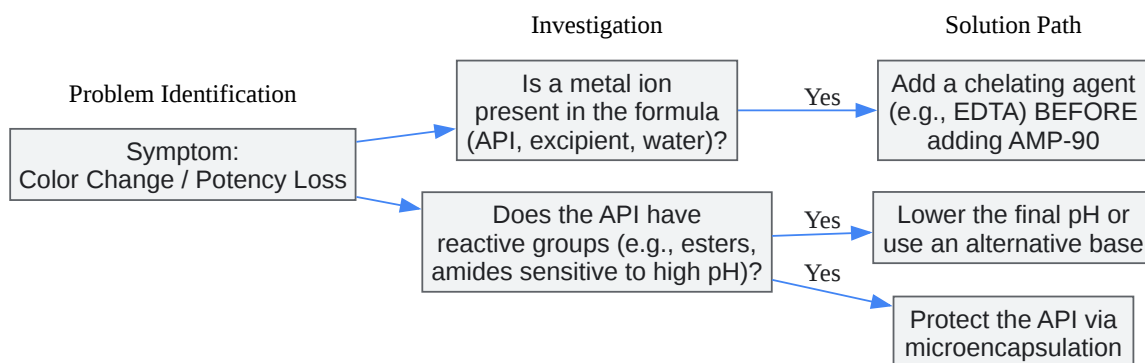 Investigation
Solution Path
Problem Identification
Symptom:
Color Change / Potency Loss
Is a metal ion
present in the formula
(API, excipient, water)?
Yes
Add a chelating agent
(e.g., EDTA) BEFORE
adding AMP-90
Does the API have
reactive groups (e.g., esters,
amides sensitive to high pH)?
Yes
Lower the final pH or
use an alternative base
Yes
Protect the API via
microencapsulation